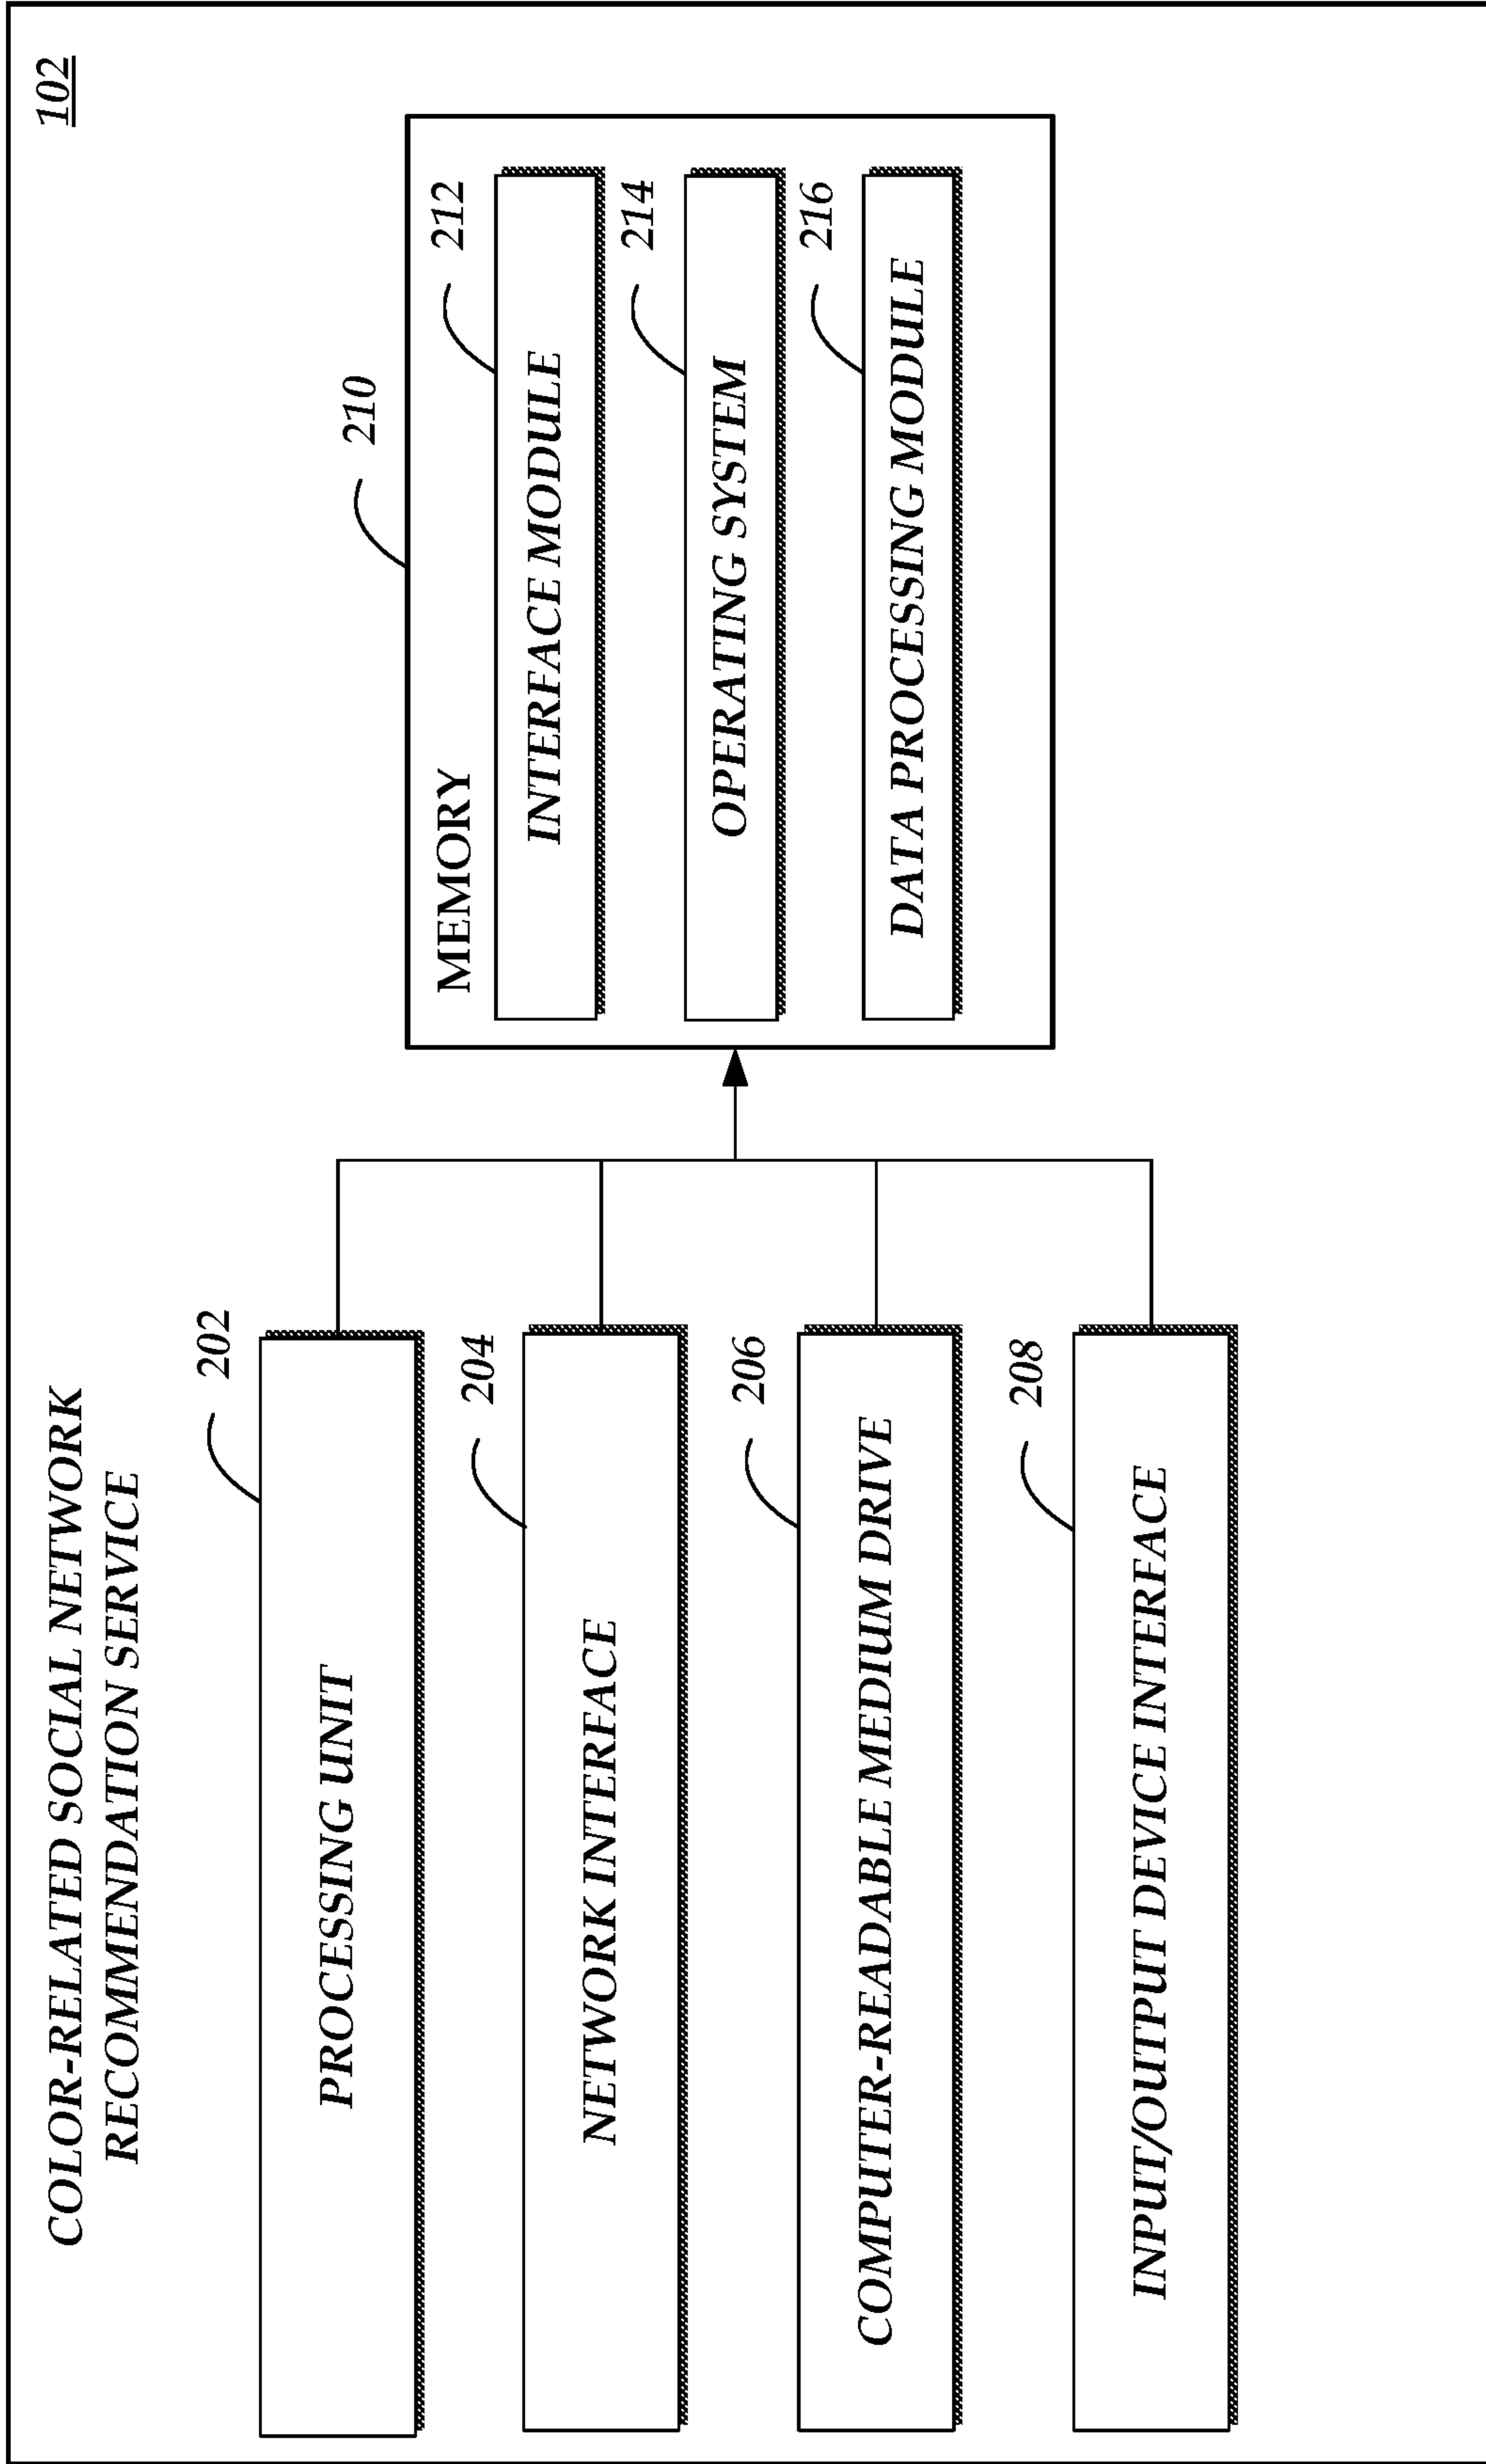 102
COLOR-RELATED SOCIAL NETWORK
RECOMMENDATION SERVICE
202
PROCESSING UNIT
204
NETWORK INTERFACE
206
COMPUTER-READABLE MEDIUM DRIVE
208
INPUT/OUTPUT DEVICE INTERFACE
210
MEMORY
212
INTERFACE MODULE
214
OPERATING SYSTEM
216
DATA PROCESSING MODULE